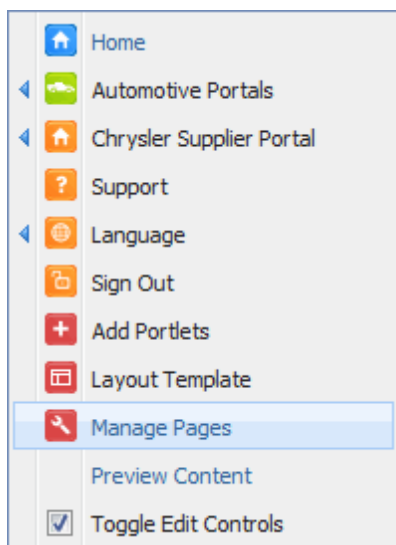 Home
Automotive Portals
Chrysler Supplier Portal
Support
Language
Sign Out
Add Portlets
Layout Template
Manage Pages
Preview Content
Toggle Edit Controls